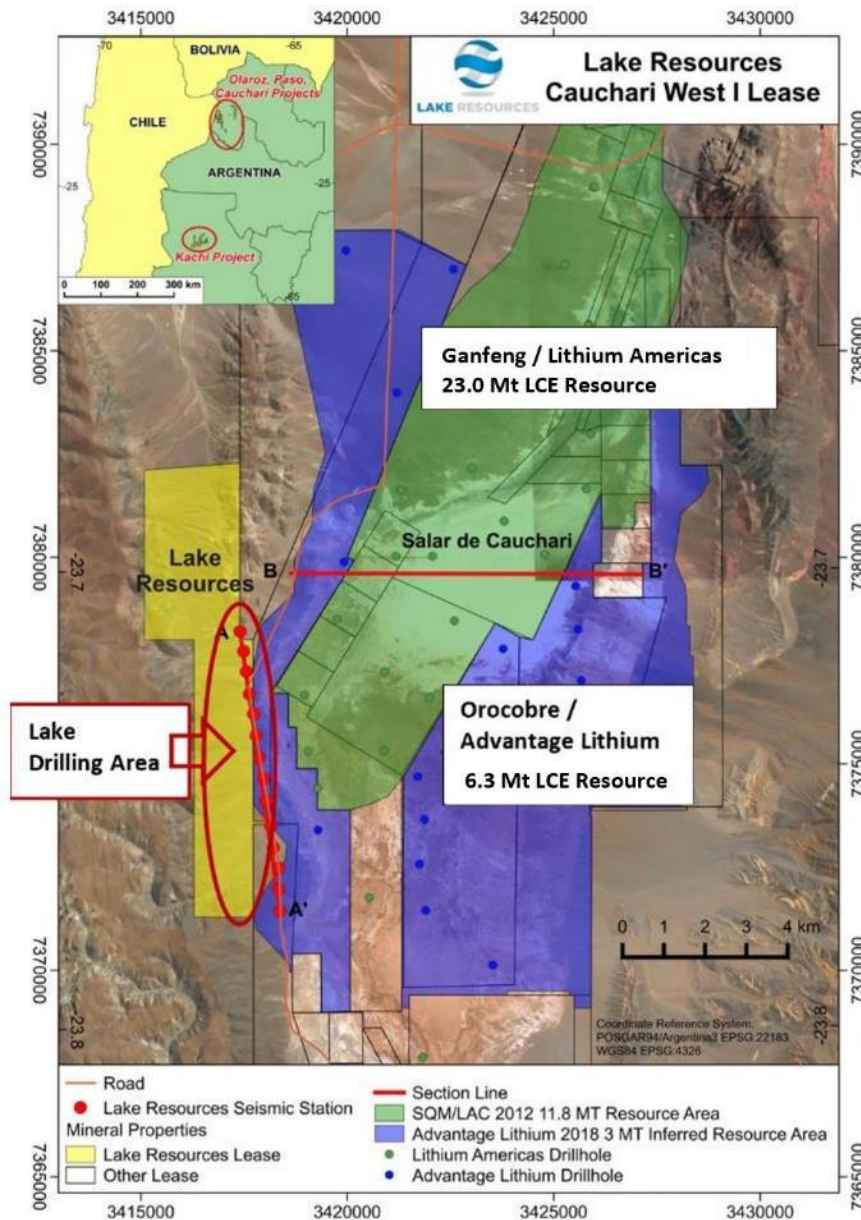 3415000 3420000 3425000 3430000
Lake Resources
Cauchari West I Lease
LAKE RESOURCES
-70 -65
BOLIVIA
Olaroz, Paso,
Cauchari Projects
CHILE
ARGENTINA
-25 -25
Kachi Project
-65
0 100 200 300 km
7390000 7390000
7385000 7385000
Ganfeng / Lithium Americas
23.0 Mt LCE Resource
Salar de Cauchari
7380000 7380000
Lake
Resources
B B'
-23.7 -23.7
A
Lake
Drilling Area
Orocobre /
Advantage Lithium
6.3 Mt LCE Resource
7375000 7375000
A'
0 1 2 3 4 km
7370000 7370000
-23.8 -23.8
Coordinate Reference System:
POSGAR94/Argentina3 EPSG:22183
WGS84 EPSG:4326
Road
Lake Resources Seismic Station
Mineral Properties
Lake Resources Lease
Other Lease
Section Line
SQM/LAC 2012 11.8 MT Resource Area
Advantage Lithium 2018 3 MT Inferred Resource Area
Lithium Americas Drillhole
Advantage Lithium Drillhole
7365000 7365000
3415000 3420000 3425000 3430000